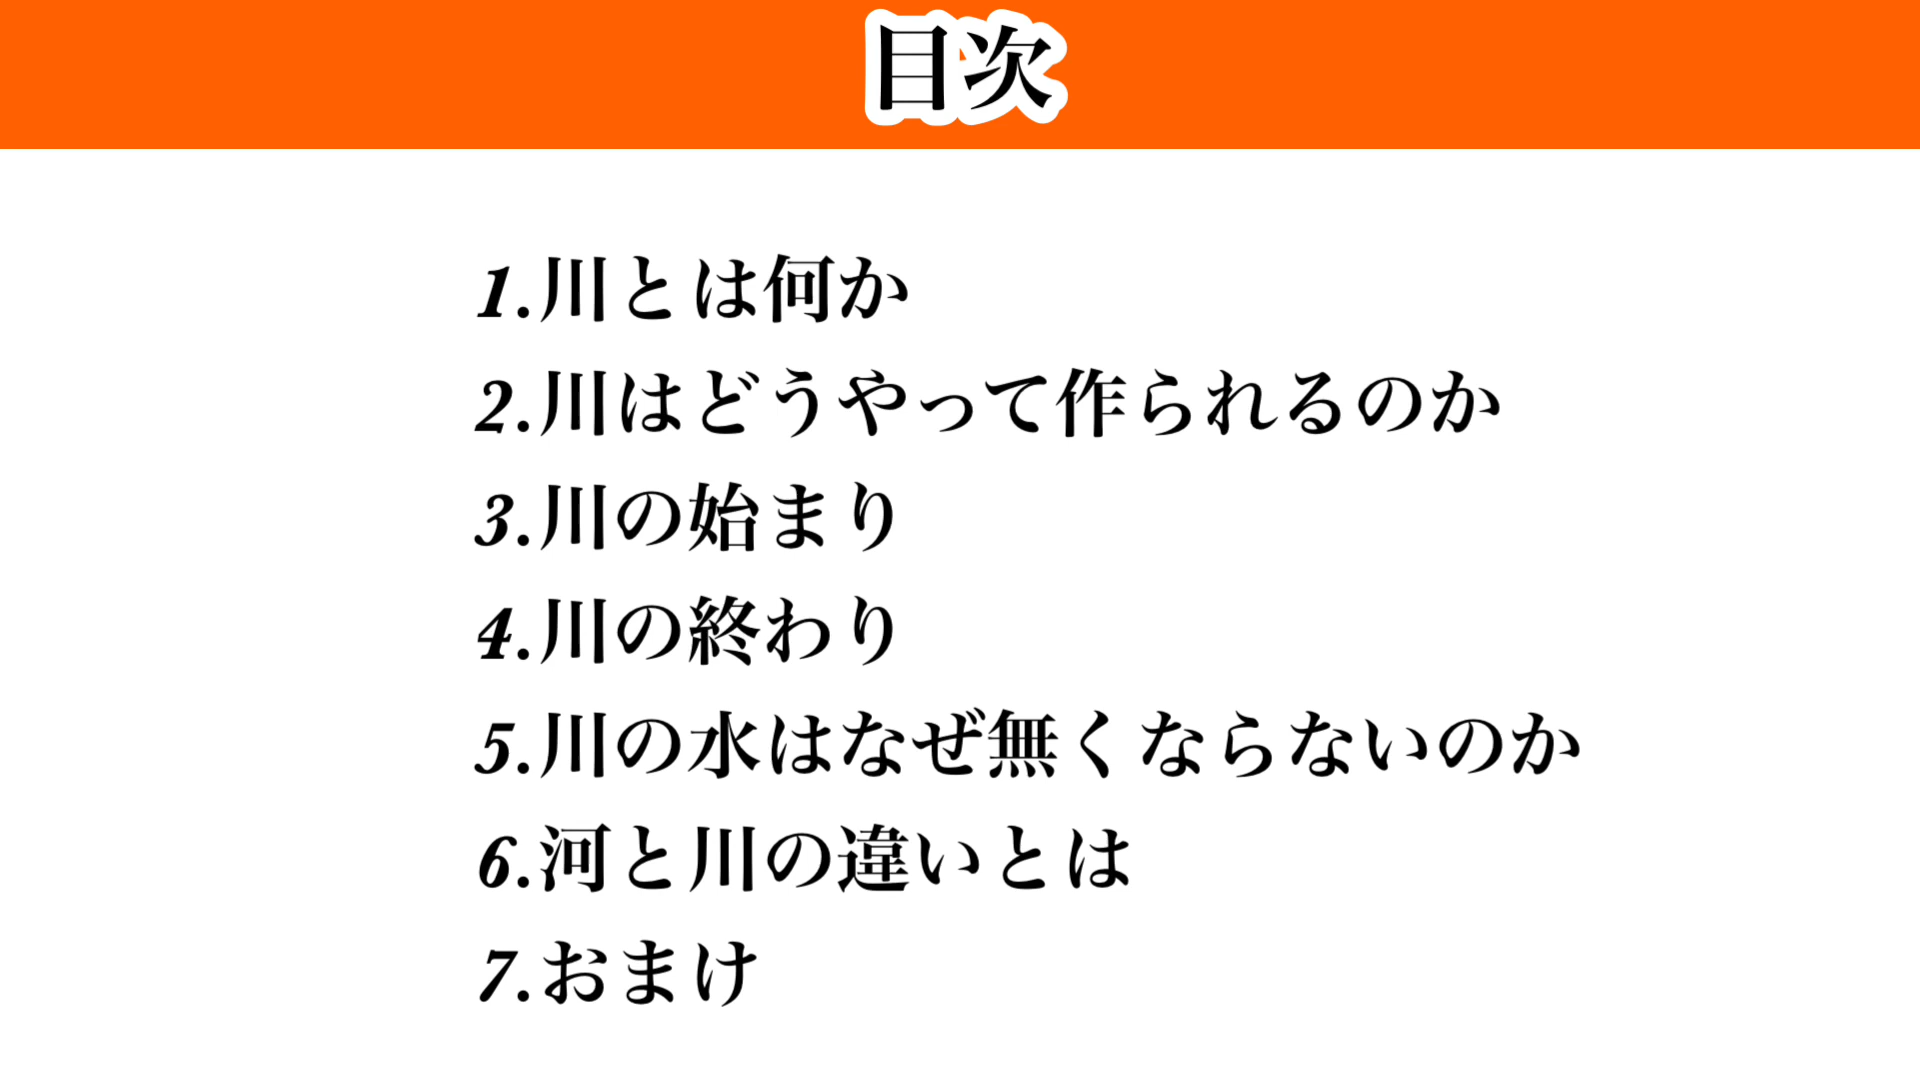 目次
1.川とは何か
2.川はどうやって作られるのか
3.川の始まり
4.川の終わり
5.川の水はなぜ無くならないのか
6.河と川の違いとは
7.おまけ